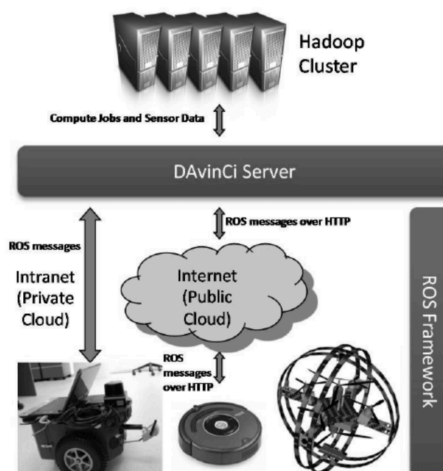 Hadoop
Cluster
Compute Jobs and Sensor Data
DAvinCi Server
ROS messages over HTTP
ROS messages
Intranet
(Private
Cloud)
Internet
(Public
Cloud)
ROS
messages
over HTTP
ROS Framework